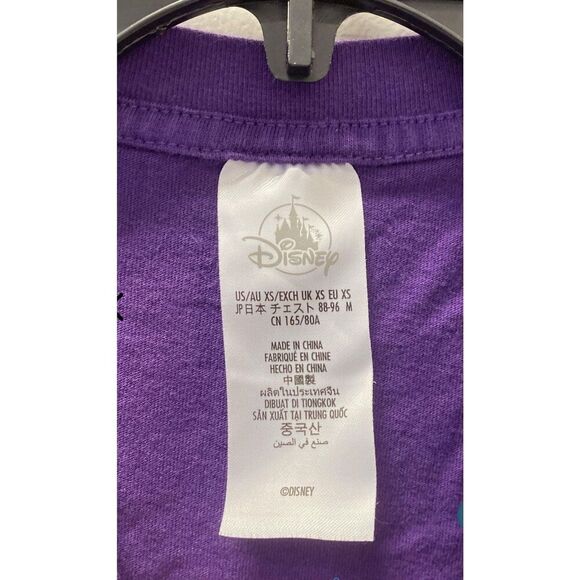 Disney
US/AU XS/EXCH UK XS EU XS
JP日本 チェスト 88-96 M
CN 165/80A
MADE IN CHINA
FABRIQUÉ EN CHINE
HECHO EN CHINA
中國製
ผลิตในประเทศจีน
DIBUAT DI TIONGKOK
SẢN XUẤT TẠI TRUNG QUỐC
중국산
صنع في الصين
©DISNEY